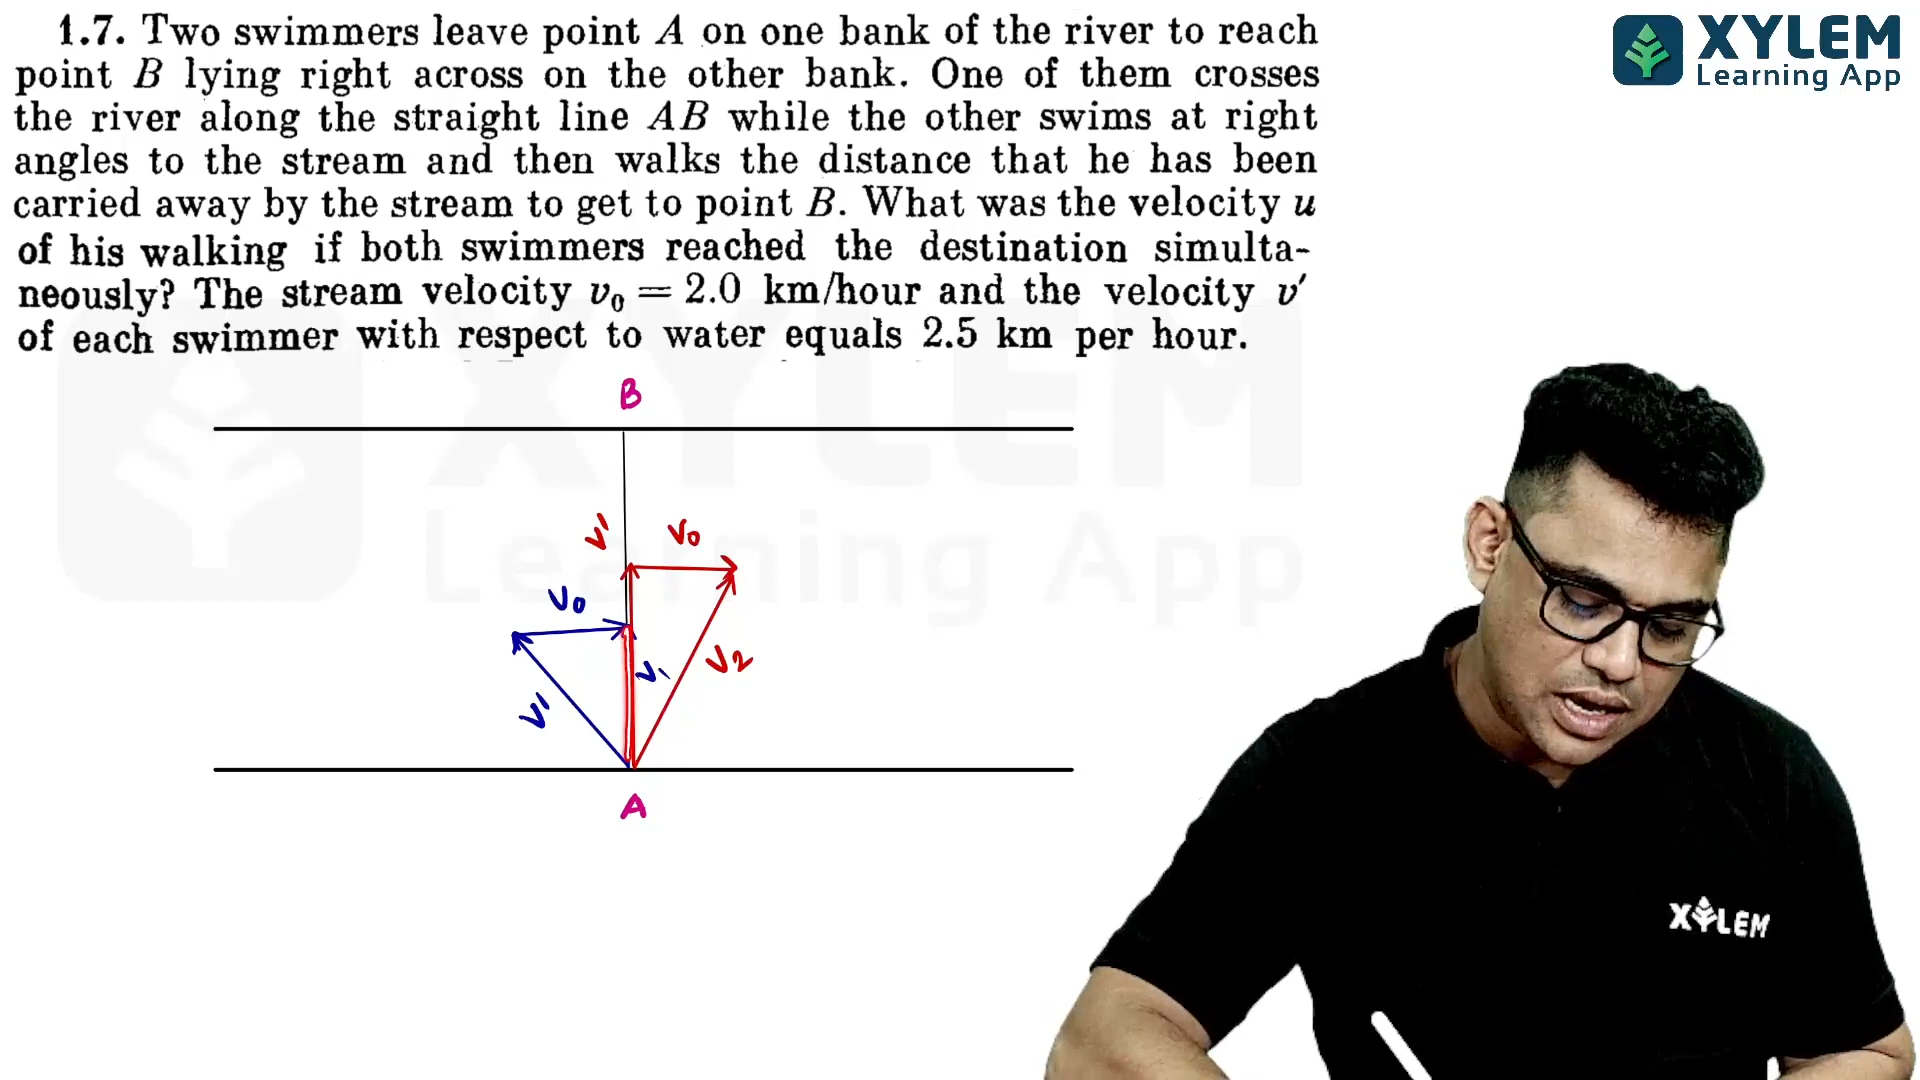 1.7. Two swimmers leave point A on one bank of the river to reach
point B lying right across on the other bank. One of them crosses
the river along the straight line AB while the other swims at right
angles to the stream and then walks the distance that he has been
carried away by the stream to get to point B. What was the velocity u
of his walking if both swimmers reached the destination simulta-
neously? The stream velocity v₀ = 2.0 km/hour and the velocity v′
of each swimmer with respect to water equals 2.5 km per hour.
XYLEM
Learning App
XYLEM
Learning App
B
v'
v₀
v₀
v₁
v₂
v'
A
XYLEM